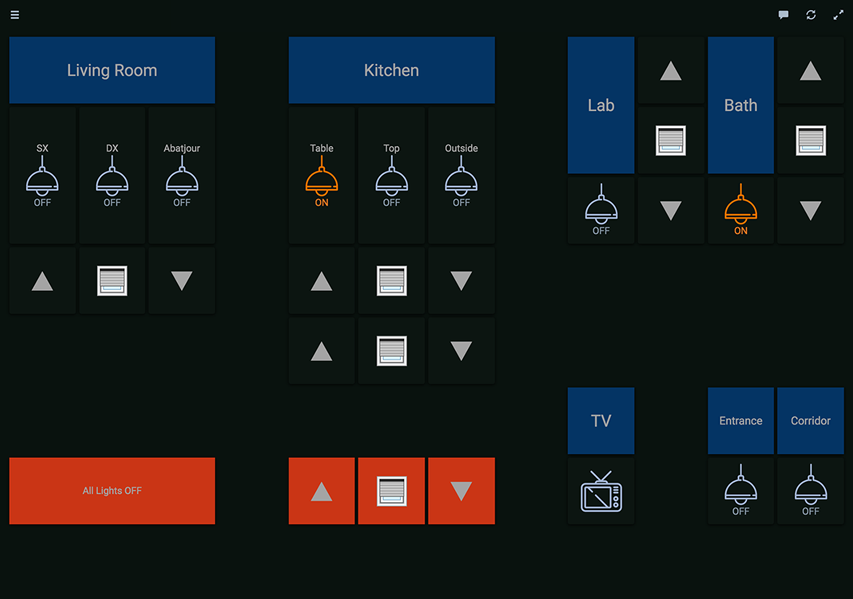 Living Room
SX
OFF
DX
OFF
Abatjour
OFF
Kitchen
Table
ON
Top
OFF
Outside
OFF
Lab
OFF
Bath
ON
All Lights OFF
TV
Entrance
OFF
Corridor
OFF